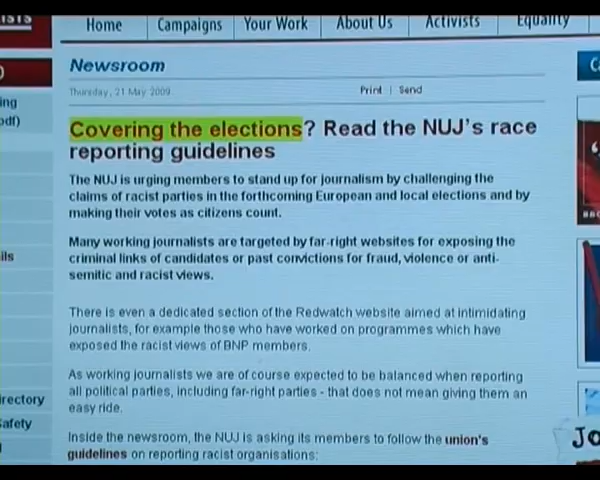 Home
Campaigns
Your Work
About Us
Activists
Equality
Newsroom
Thursday, 21 May 2009
Print | Send
Covering the elections? Read the NUJ's race
reporting guidelines
The NUJ is urging members to stand up for journalism by challenging the
claims of racist parties in the forthcoming European and local elections and by
making their votes as citizens count.
Many working journalists are targeted by far-right websites for exposing the
criminal links of candidates or past convictions for fraud, violence or anti-
semitic and racist views.
There is even a dedicated section of the Redwatch website aimed at intimidating
journalists, for example those who have worked on programmes which have
exposed the racist views of BNP members.
As working journalists we are of course expected to be balanced when reporting
all political parties, including far-right parties - that does not mean giving them an
easy ride.
Inside the newsroom, the NUJ is asking its members to follow the union's
guidelines on reporting racist organisations: